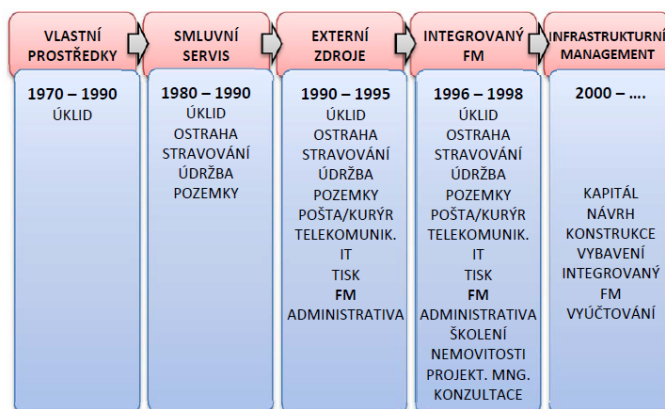 VLASTNÍ
PROSTŘEDKY
1970 – 1990
ÚKLID
SMLUVNÍ
SERVIS
1980 – 1990
ÚKLID
OSTRAHA
STRAVOVÁNÍ
ÚDRŽBA
POZEMKY
EXTERNÍ
ZDROJE
1990 – 1995
ÚKLID
OSTRAHA
STRAVOVÁNÍ
ÚDRŽBA
POZEMKY
POŠTA/KURÝR
TELEKOMUNIK.
IT
TISK
FM
ADMINISTRATIVA
INTEGROVANÝ
FM
1996 – 1998
ÚKLID
OSTRAHA
STRAVOVÁNÍ
ÚDRŽBA
POZEMKY
POŠTA/KURÝR
TELEKOMUNIK.
IT
TISK
FM
ADMINISTRATIVA
ŠKOLENÍ
NEMOVITOSTI
PROJEKT. MNG.
KONZULTACE
INFRASTRUKTURNÍ
MANAGEMENT
2000 – ....
KAPITÁL
NÁVRH
KONSTRUKCE
VYBAVENÍ
INTEGROVANÝ
FM
VYÚČTOVÁNÍ